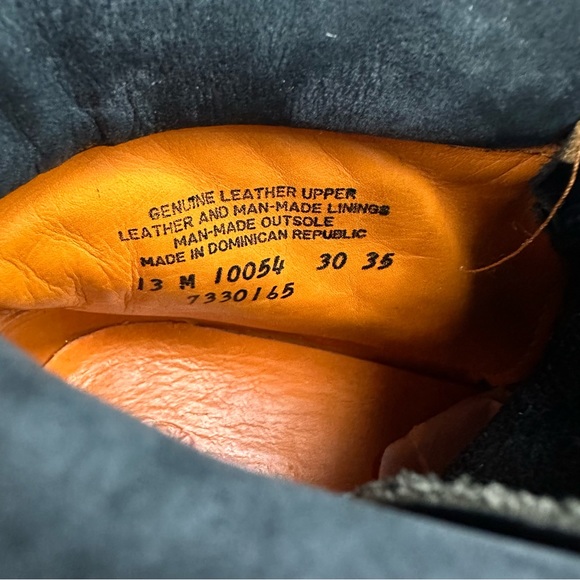 GENUINE LEATHER UPPER
LEATHER AND MAN-MADE LININGS
MAN-MADE OUTSOLE
MADE IN DOMINICAN REPUBLIC
13 M 10054 30 35
7330165